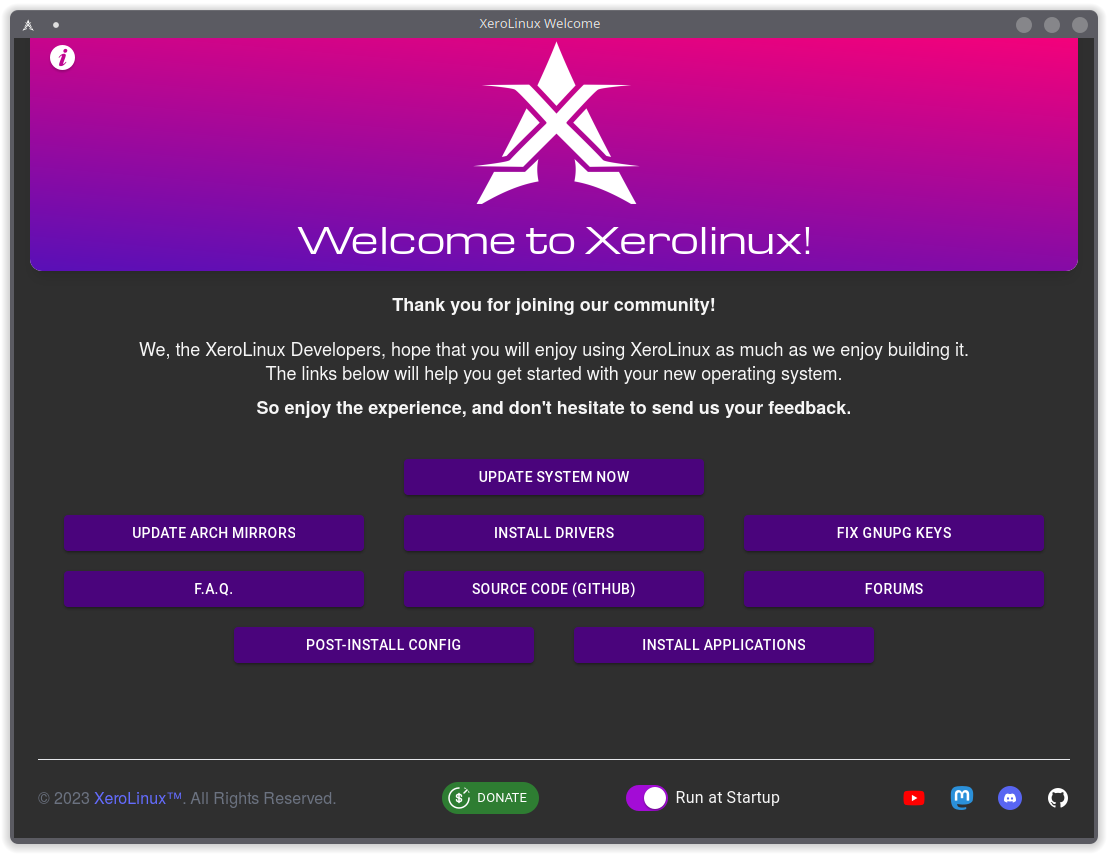 XeroLinux Welcome
i
Welcome to Xerolinux!
Thank you for joining our community!
We, the XeroLinux Developers, hope that you will enjoy using XeroLinux as much as we enjoy building it.
The links below will help you get started with your new operating system.
So enjoy the experience, and don't hesitate to send us your feedback.
UPDATE SYSTEM NOW
UPDATE ARCH MIRRORS
INSTALL DRIVERS
FIX GNUPG KEYS
F.A.Q.
SOURCE CODE (GITHUB)
FORUMS
POST-INSTALL CONFIG
INSTALL APPLICATIONS
© 2023 XeroLinux™. All Rights Reserved.
$ DONATE
Run at Startup
m